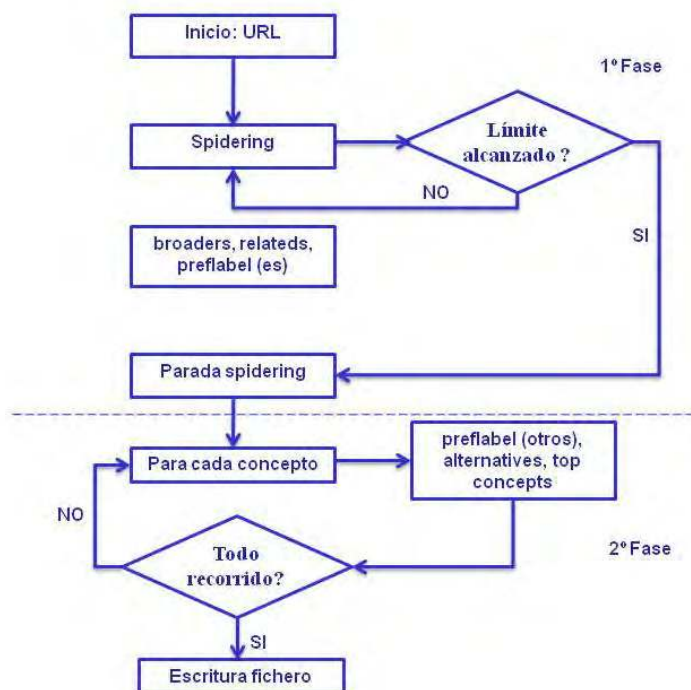 Inicio: URL
1º Fase
Spidering
Límite
alcanzado ?
NO
SI
broaders, relateds,
preflabel (es)
Parada spidering
Para cada concepto
preflabel (otros),
alternatives, top
concepts
NO
Todo
recorrido?
2º Fase
SI
Escritura fichero